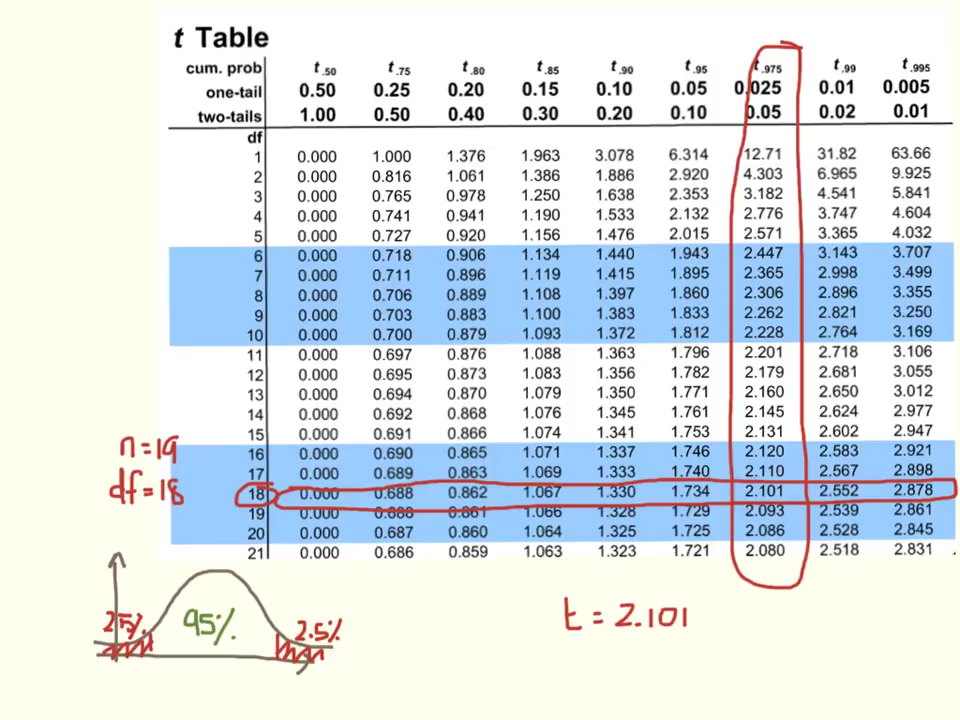 t Table
cum. prob t.50 t.75 t.80 t.85 t.90 t.95 t.975 t.99 t.995
one-tail 0.50 0.25 0.20 0.15 0.10 0.05 0.025 0.01 0.005
two-tails 1.00 0.50 0.40 0.30 0.20 0.10 0.05 0.02 0.01
df
1 0.000 1.000 1.376 1.963 3.078 6.314 12.71 31.82 63.66
2 0.000 0.816 1.061 1.386 1.886 2.920 4.303 6.965 9.925
3 0.000 0.765 0.978 1.250 1.638 2.353 3.182 4.541 5.841
4 0.000 0.741 0.941 1.190 1.533 2.132 2.776 3.747 4.604
5 0.000 0.727 0.920 1.156 1.476 2.015 2.571 3.365 4.032
6 0.000 0.718 0.906 1.134 1.440 1.943 2.447 3.143 3.707
7 0.000 0.711 0.896 1.119 1.415 1.895 2.365 2.998 3.499
8 0.000 0.706 0.889 1.108 1.397 1.860 2.306 2.896 3.355
9 0.000 0.703 0.883 1.100 1.383 1.833 2.262 2.821 3.250
10 0.000 0.700 0.879 1.093 1.372 1.812 2.228 2.764 3.169
11 0.000 0.697 0.876 1.088 1.363 1.796 2.201 2.718 3.106
12 0.000 0.695 0.873 1.083 1.356 1.782 2.179 2.681 3.055
13 0.000 0.694 0.870 1.079 1.350 1.771 2.160 2.650 3.012
14 0.000 0.692 0.868 1.076 1.345 1.761 2.145 2.624 2.977
15 0.000 0.691 0.866 1.074 1.341 1.753 2.131 2.602 2.947
16 0.000 0.690 0.865 1.071 1.337 1.746 2.120 2.583 2.921
17 0.000 0.689 0.863 1.069 1.333 1.740 2.110 2.567 2.898
18 0.000 0.688 0.862 1.067 1.330 1.734 2.101 2.552 2.878
19 0.000 0.688 0.861 1.066 1.328 1.729 2.093 2.539 2.861
20 0.000 0.687 0.860 1.064 1.325 1.725 2.086 2.528 2.845
21 0.000 0.686 0.859 1.063 1.323 1.721 2.080 2.518 2.831
n=19
df=18
2.5% 95% 2.5%
t = 2.101